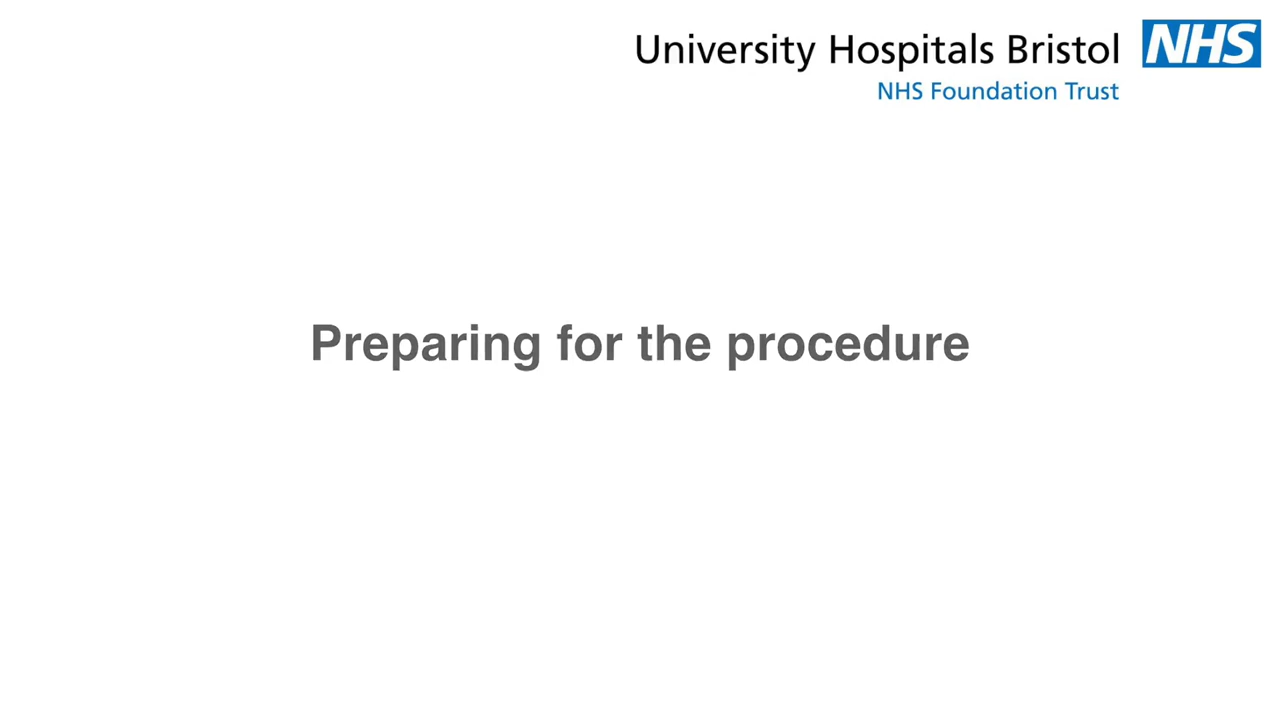 University Hospitals Bristol NHS
NHS Foundation Trust
Preparing for the procedure